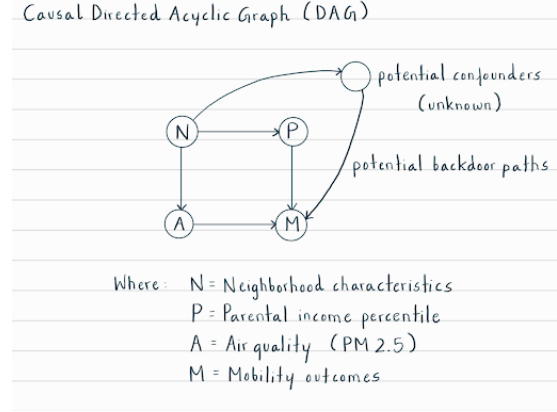 Causal Directed Acyclic Graph (DAG)
potential confounders
(unknown)
N
P
potential backdoor paths
A
M
Where: N = Neighborhood characteristics
P = Parental income percentile
A = Air quality (PM 2.5)
M = Mobility outcomes